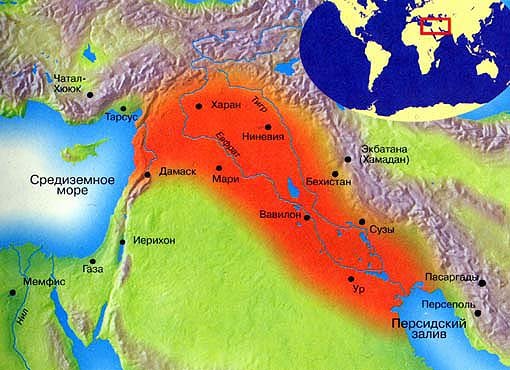 Чатал-
Хююк
Тарсус
Харан
Тигр
Ниневия
Евфрат
Экбатана
(Хамадан)
Средиземное
море
Дамаск
Мари
Бехистан
Вавилон
Сузы
Иерихон
Газа
Мемфис
Нил
Ур
Пасаргады
Персеполь
Персидский
залив